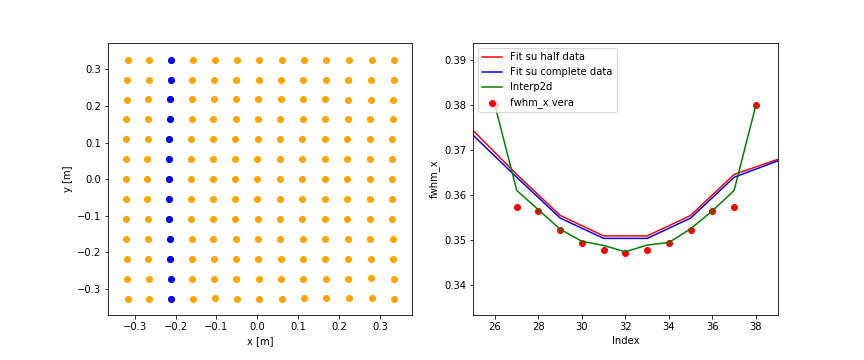 0.3
0.2
0.1
0.0
−0.1
−0.2
−0.3
y [m]
−0.3 −0.2 −0.1 0.0 0.1 0.2 0.3
x [m]
0.39
0.38
0.37
0.36
0.35
0.34
fwhm_x
Fit su half data
Fit su complete data
Interp2d
fwhm_x vera
26 28 30 32 34 36 38
Index